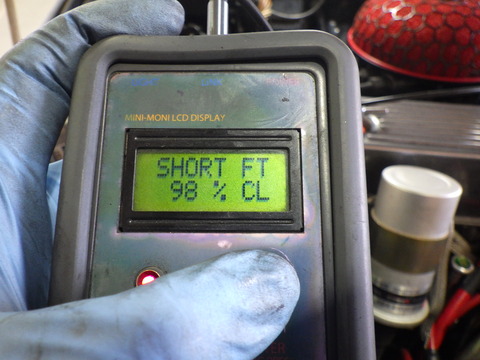 MINI-MONI LCD DISPLAY
SHORT FT
98 % CL